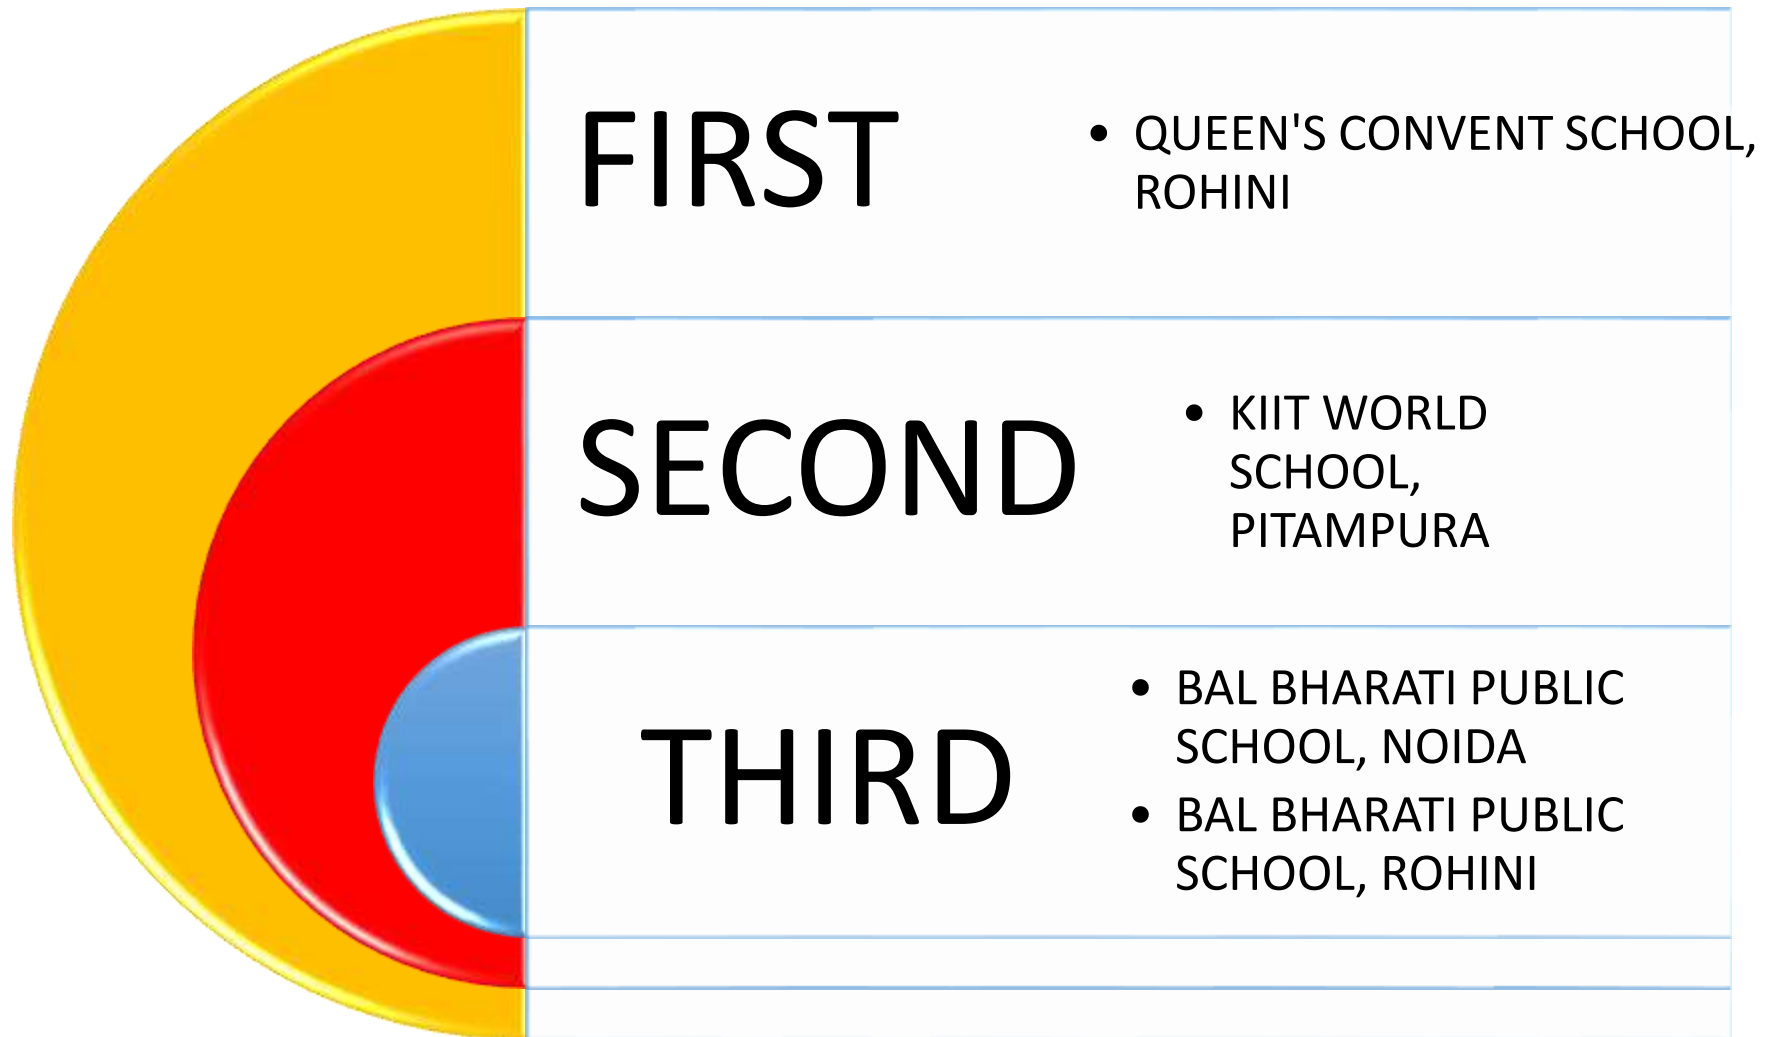 FIRST
• QUEEN'S CONVENT SCHOOL,
ROHINI
SECOND
• KIIT WORLD
SCHOOL,
PITAMPURA
THIRD
• BAL BHARATI PUBLIC
SCHOOL, NOIDA
• BAL BHARATI PUBLIC
SCHOOL, ROHINI